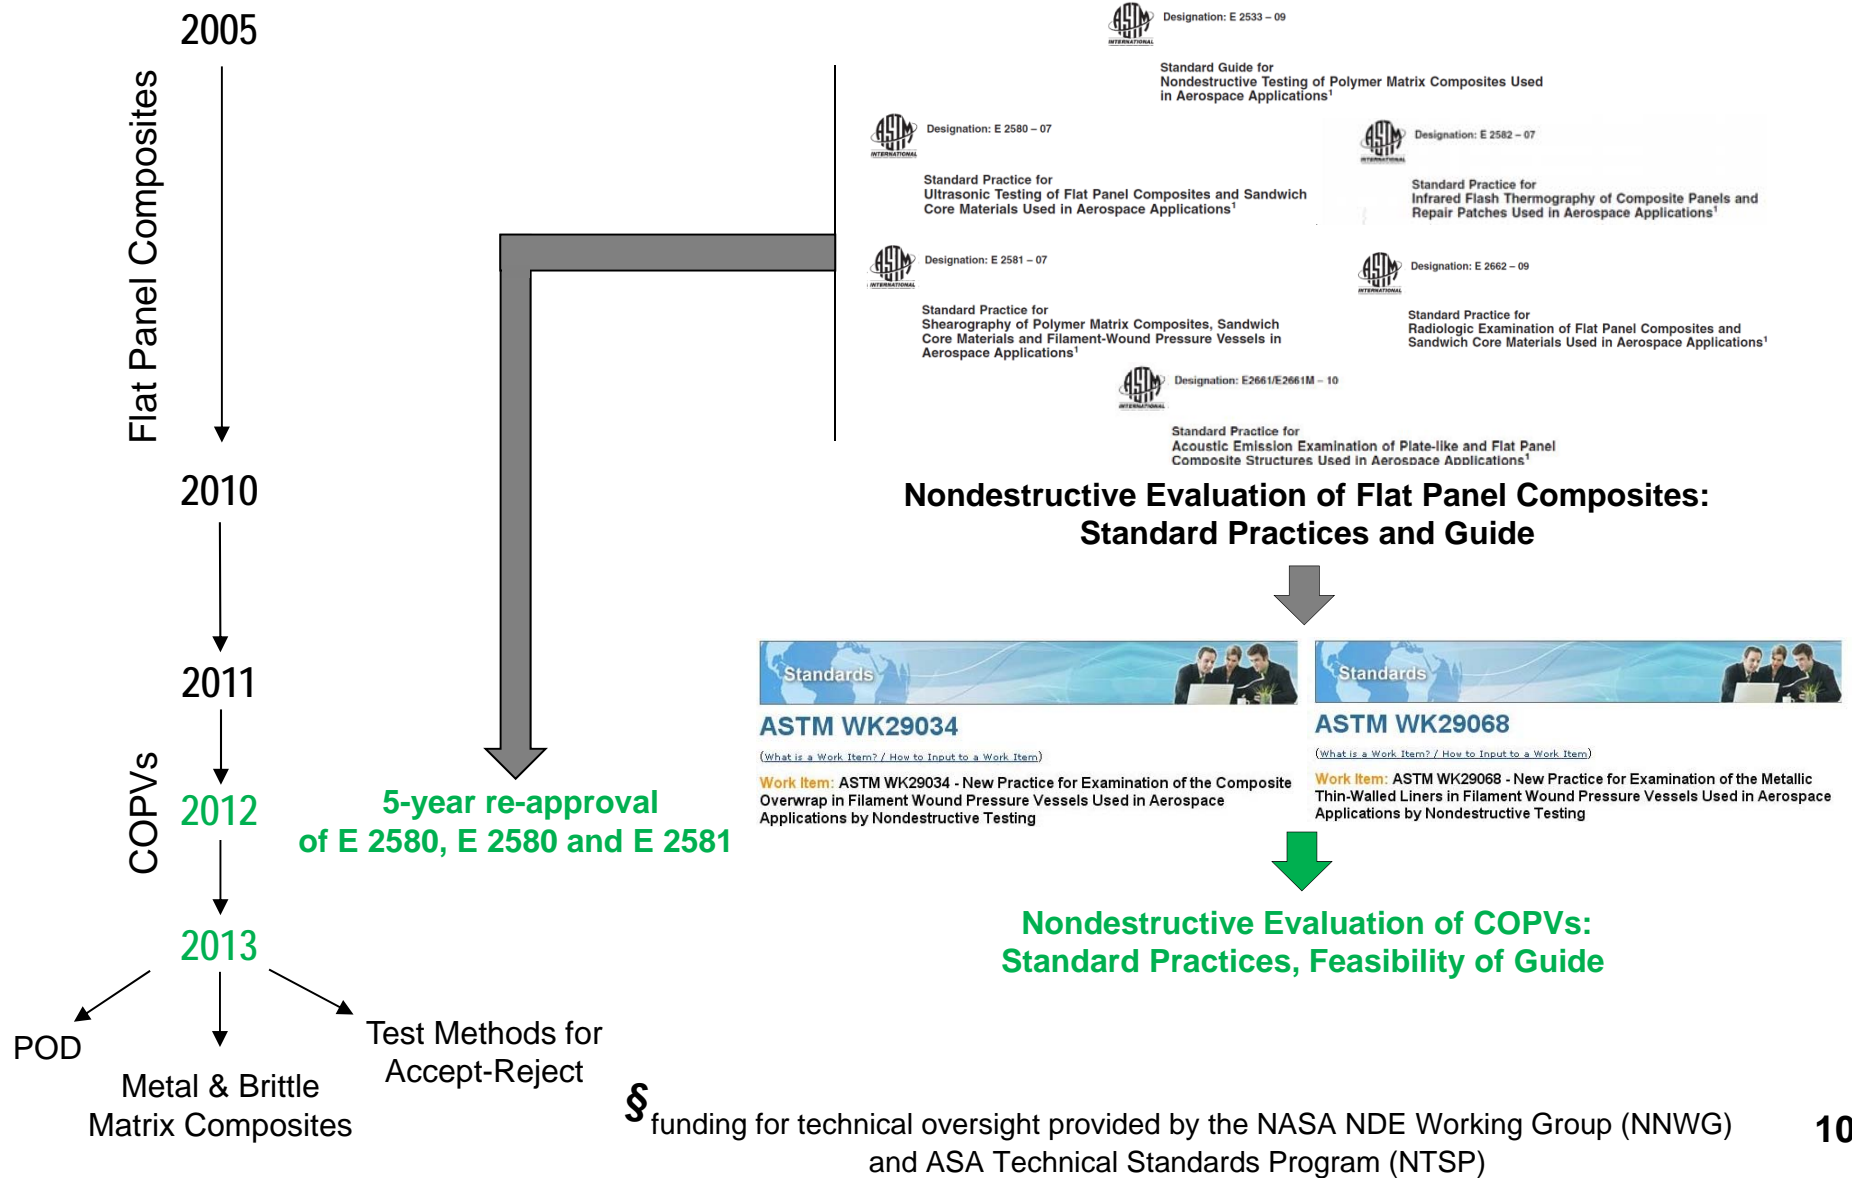 2005
Flat Panel Composites
2010
2011
COPVs
2012
2013
POD
Metal & Brittle
Matrix Composites
Test Methods for
Accept-Reject
5-year re-approval
of E 2580, E 2580 and E 2581
ASTM
INTERNATIONAL
Designation: E 2533 – 09
Standard Guide for
Nondestructive Testing of Polymer Matrix Composites Used
in Aerospace Applications¹
ASTM
INTERNATIONAL
Designation: E 2580 – 07
Standard Practice for
Ultrasonic Testing of Flat Panel Composites and Sandwich
Core Materials Used in Aerospace Applications¹
ASTM
INTERNATIONAL
Designation: E 2582 – 07
Standard Practice for
Infrared Flash Thermography of Composite Panels and
Repair Patches Used in Aerospace Applications¹
ASTM
INTERNATIONAL
Designation: E 2581 – 07
Standard Practice for
Shearography of Polymer Matrix Composites, Sandwich
Core Materials and Filament-Wound Pressure Vessels in
Aerospace Applications¹
ASTM
INTERNATIONAL
Designation: E 2662 – 09
Standard Practice for
Radiologic Examination of Flat Panel Composites and
Sandwich Core Materials Used in Aerospace Applications¹
ASTM
INTERNATIONAL
Designation: E2661/E2661M – 10
Standard Practice for
Acoustic Emission Examination of Plate-like and Flat Panel
Composite Structures Used in Aerospace Applications¹
Nondestructive Evaluation of Flat Panel Composites:
Standard Practices and Guide
Standards
ASTM WK29034
(What is a Work Item? / How to Input to a Work Item)
Work Item: ASTM WK29034 - New Practice for Examination of the Composite
Overwrap in Filament Wound Pressure Vessels Used in Aerospace
Applications by Nondestructive Testing
Standards
ASTM WK29068
(What is a Work Item? / How to Input to a Work Item)
Work Item: ASTM WK29068 - New Practice for Examination of the Metallic
Thin-Walled Liners in Filament Wound Pressure Vessels Used in Aerospace
Applications by Nondestructive Testing
Nondestructive Evaluation of COPVs:
Standard Practices, Feasibility of Guide
§ funding for technical oversight provided by the NASA NDE Working Group (NNWG)
and ASA Technical Standards Program (NTSP)
10